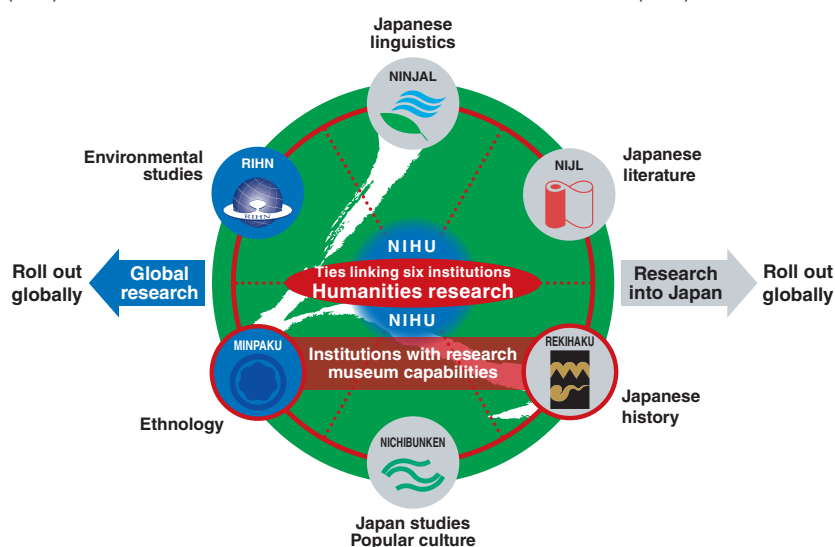 Japanese
linguistics
NINJAL
Environmental
studies
RIHN
RIHN
NIJL
Japanese
literature
NIHU
Ties linking six institutions
Humanities research
NIHU
Roll out
globally
Global
research
Research
into Japan
Roll out
globally
MINPAKU
Institutions with research
museum capabilities
REKIHAKU
Ethnology
Japanese
history
NICHIBUNKEN
Japan studies
Popular culture